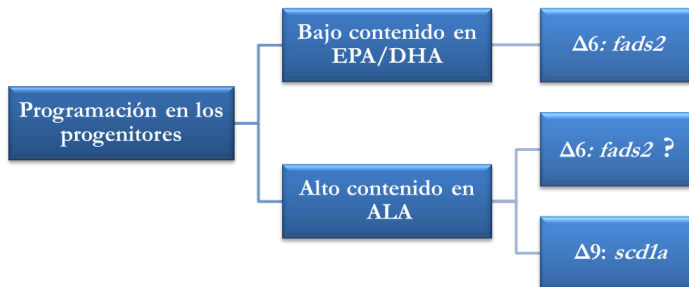 Programación en los
progenitores
Bajo contenido en
EPA/DHA
Δ6: fads2
Alto contenido en
ALA
Δ6: fads2 ?
Δ9: scd1a